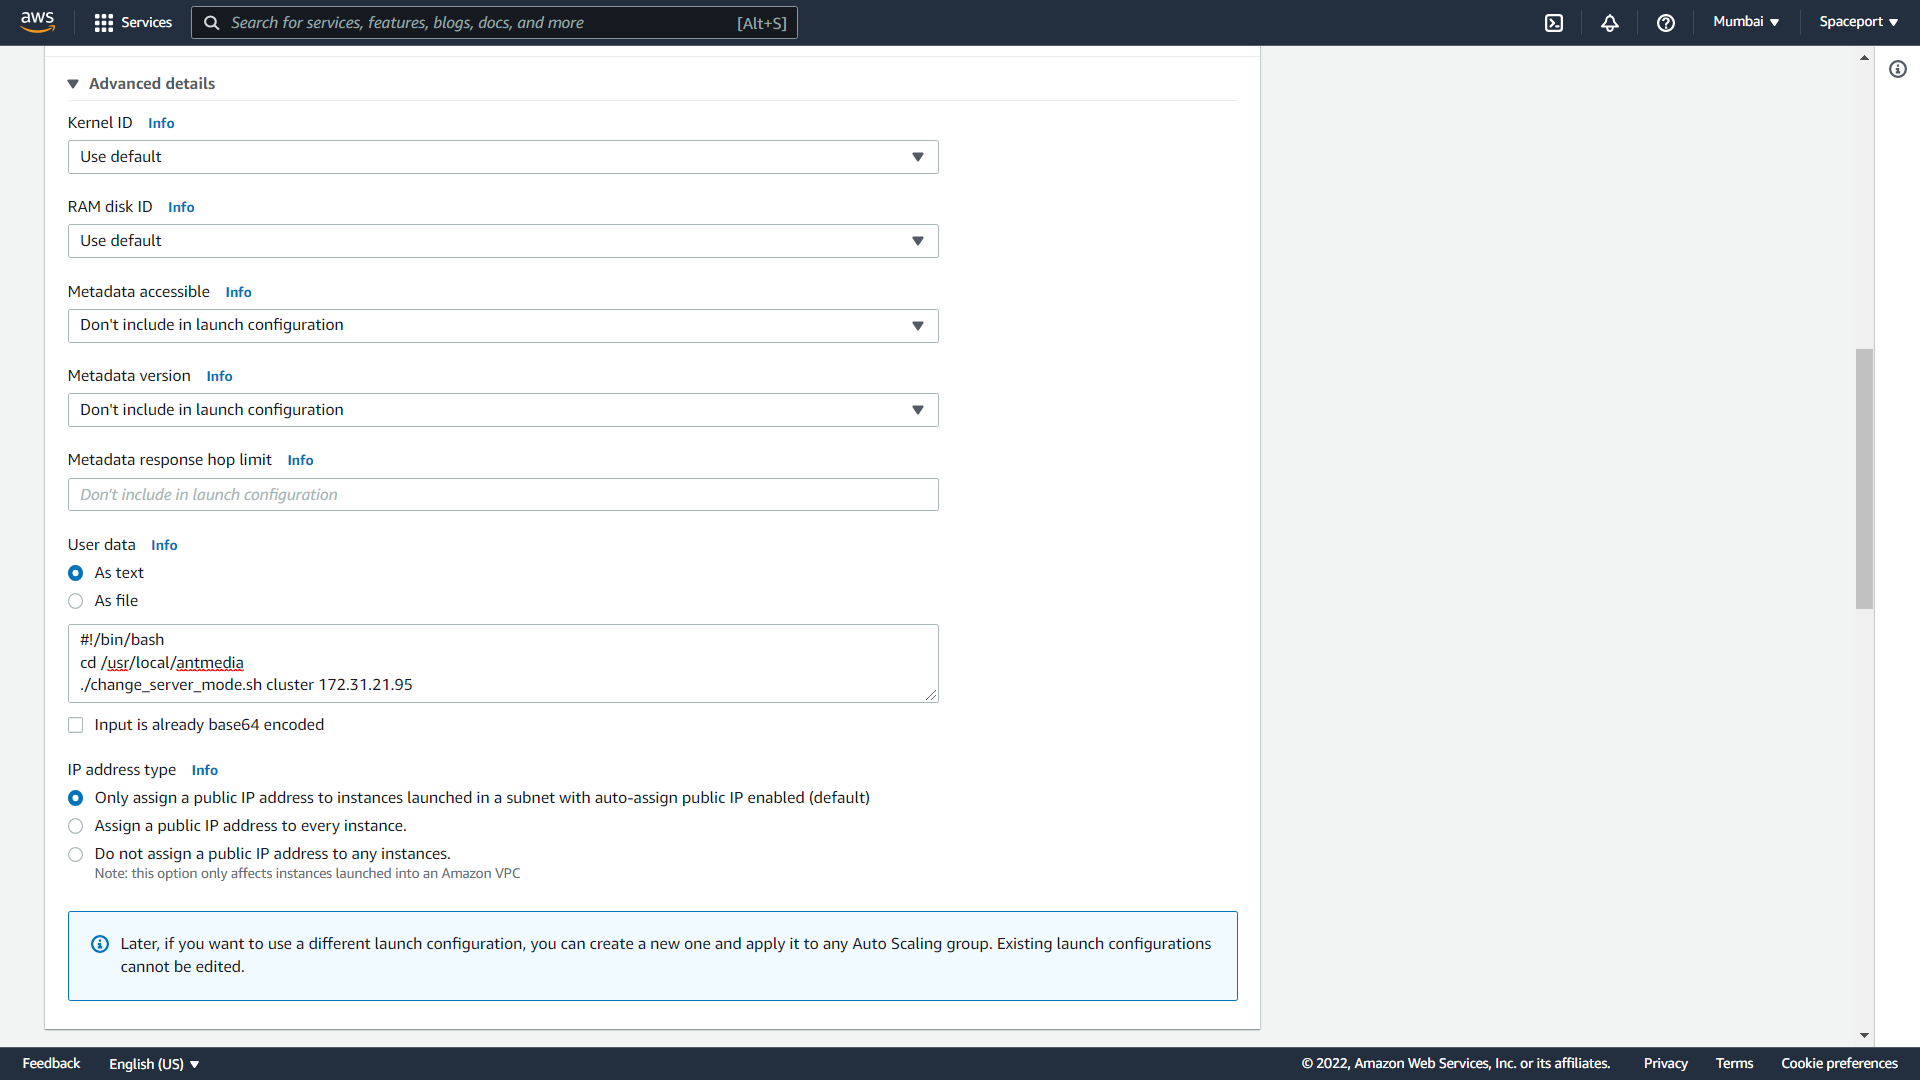 aws
Services
Search for services, features, blogs, docs, and more [Alt+S]
Mumbai
Spaceport
Advanced details
Kernel ID Info
Use default
RAM disk ID Info
Use default
Metadata accessible Info
Don't include in launch configuration
Metadata version Info
Don't include in launch configuration
Metadata response hop limit Info
Don't include in launch configuration
User data Info
As text
As file
#!/bin/bash
cd /usr/local/antmedia
./change_server_mode.sh cluster 172.31.21.95
Input is already base64 encoded
IP address type Info
Only assign a public IP address to instances launched in a subnet with auto-assign public IP enabled (default)
Assign a public IP address to every instance.
Do not assign a public IP address to any instances.
Note: this option only affects instances launched into an Amazon VPC
Later, if you want to use a different launch configuration, you can create a new one and apply it to any Auto Scaling group. Existing launch configurations
cannot be edited.
Feedback
English (US)
© 2022, Amazon Web Services, Inc. or its affiliates.
Privacy
Terms
Cookie preferences